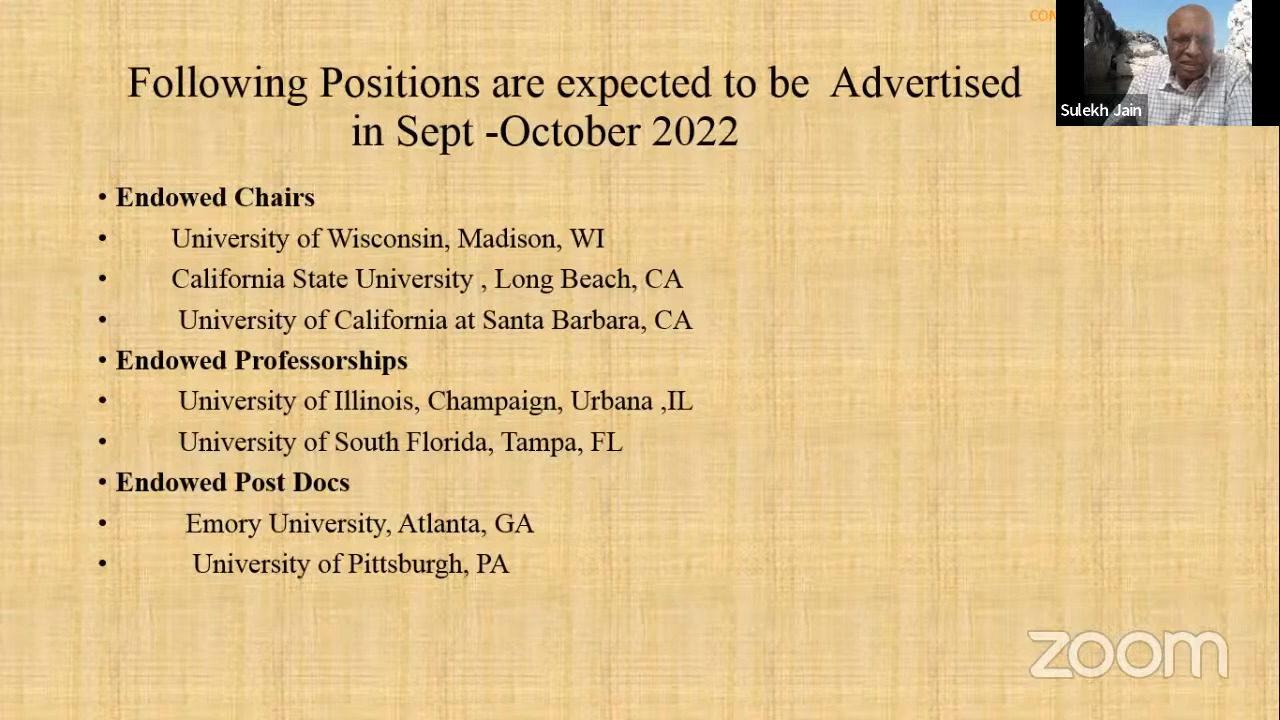 Following Positions are expected to be Advertised
in Sept -October 2022
• Endowed Chairs
• University of Wisconsin, Madison, WI
• California State University , Long Beach, CA
• University of California at Santa Barbara, CA
• Endowed Professorships
• University of Illinois, Champaign, Urbana ,IL
• University of South Florida, Tampa, FL
• Endowed Post Docs
• Emory University, Atlanta, GA
• University of Pittsburgh, PA
Sulekh Jain
zoom